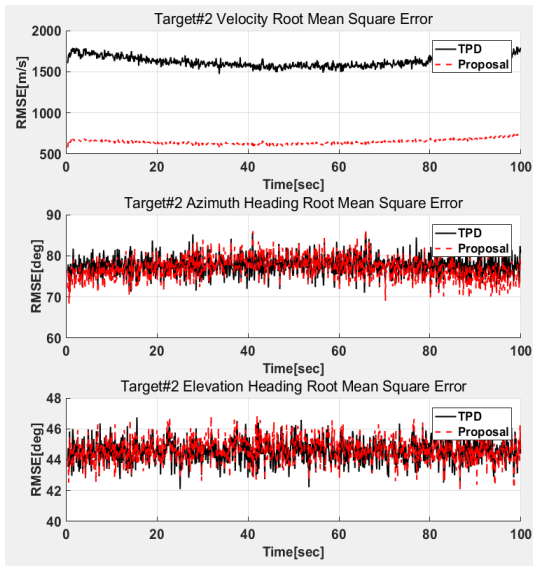 Target#2 Velocity Root Mean Square Error
2000
1500
1000
500
RMSE[m/s]
TPD
Proposal
0 20 40 60 80 100
Time[sec]
Target#2 Azimuth Heading Root Mean Square Error
90
80
70
60
RMSE[deg]
TPD
Proposal
0 20 40 60 80 100
Time[sec]
Target#2 Elevation Heading Root Mean Square Error
48
46
44
42
40
RMSE[deg]
TPD
Proposal
0 20 40 60 80 100
Time[sec]